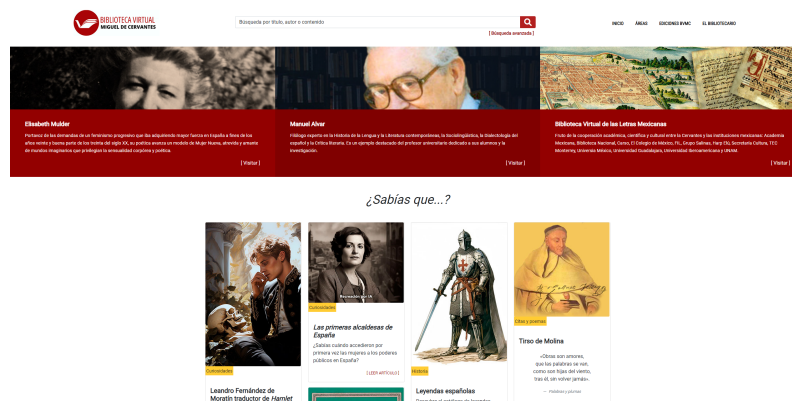 BIBLIOTECA VIRTUAL
MIGUEL DE CERVANTES
Búsqueda por título, autor o contenido
[ Búsqueda avanzada ]
INICIO
ÁREAS
EDICIONES BVMC
EL BIBLIOTECARIO
Elisabeth Mulder
Portavoz de las demandas de un feminismo progresivo que iba adquiriendo mayor fuerza en España a fines de los
años veinte y buena parte de los treinta del siglo XX, su poética avanza un modelo de Mujer Nueva, atrevida y amante
de mundos imaginarios que privilegian la sensualidad corpórea y poética.
[ Visitar ]
Manuel Alvar
Filólogo experto en la Historia de la Lengua y la Literatura contemporáneas, la Sociolingüística, la Dialectología del
español y la Crítica literaria. Es un ejemplo destacado del profesor universitario dedicado a sus alumnos y la
investigación.
[ Visitar ]
Biblioteca Virtual de las Letras Mexicanas
Fruto de la cooperación académica, científica y cultural entre la Cervantes y las instituciones mexicanas: Academia
Mexicana, Biblioteca Nacional, Carso, El Colegio de México, FIL, Grupo Salinas, Harp Elú, Secretaría Cultura, TEC
Monterrey, Universia México, Universidad Guadalajara, Universidad Iberoamericana y UNAM.
[ Visitar ]
¿Sabías que...?
Curiosidades
Leandro Fernández de
Moratín traductor de Hamlet
Recreación por IA
Curiosidades
Las primeras alcaldesas de
España
¿Sabías cuándo accedieron por
primera vez las mujeres a los poderes
públicos en España?
[ LEER ARTÍCULO ]
Historia
Leyendas españolas
Citas y poemas
Tirso de Molina
«Obras son amores,
que las palabras se van,
como son hijas del viento,
tras él, sin volver jamás».
— Palabras y plumas